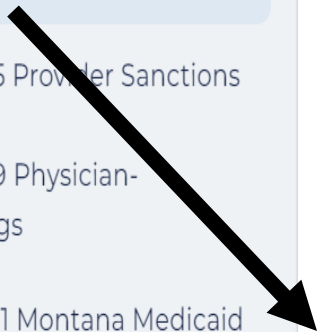 5 Provider Sanctions
9 Physician-
gs
1 Montana Medicaid